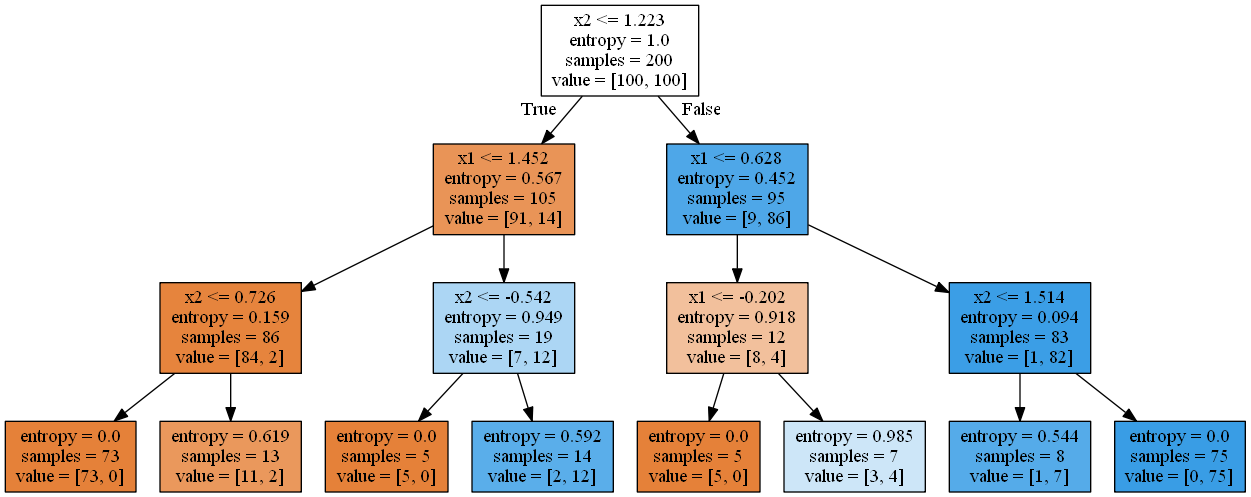 x2 <= 1.223
entropy = 1.0
samples = 200
value = [100, 100]
True
False
x1 <= 1.452
entropy = 0.567
samples = 105
value = [91, 14]
x1 <= 0.628
entropy = 0.452
samples = 95
value = [9, 86]
x2 <= 0.726
entropy = 0.159
samples = 86
value = [84, 2]
x2 <= -0.542
entropy = 0.949
samples = 19
value = [7, 12]
x1 <= -0.202
entropy = 0.918
samples = 12
value = [8, 4]
x2 <= 1.514
entropy = 0.094
samples = 83
value = [1, 82]
entropy = 0.0
samples = 73
value = [73, 0]
entropy = 0.619
samples = 13
value = [11, 2]
entropy = 0.0
samples = 5
value = [5, 0]
entropy = 0.592
samples = 14
value = [2, 12]
entropy = 0.0
samples = 5
value = [5, 0]
entropy = 0.985
samples = 7
value = [3, 4]
entropy = 0.544
samples = 8
value = [1, 7]
entropy = 0.0
samples = 75
value = [0, 75]